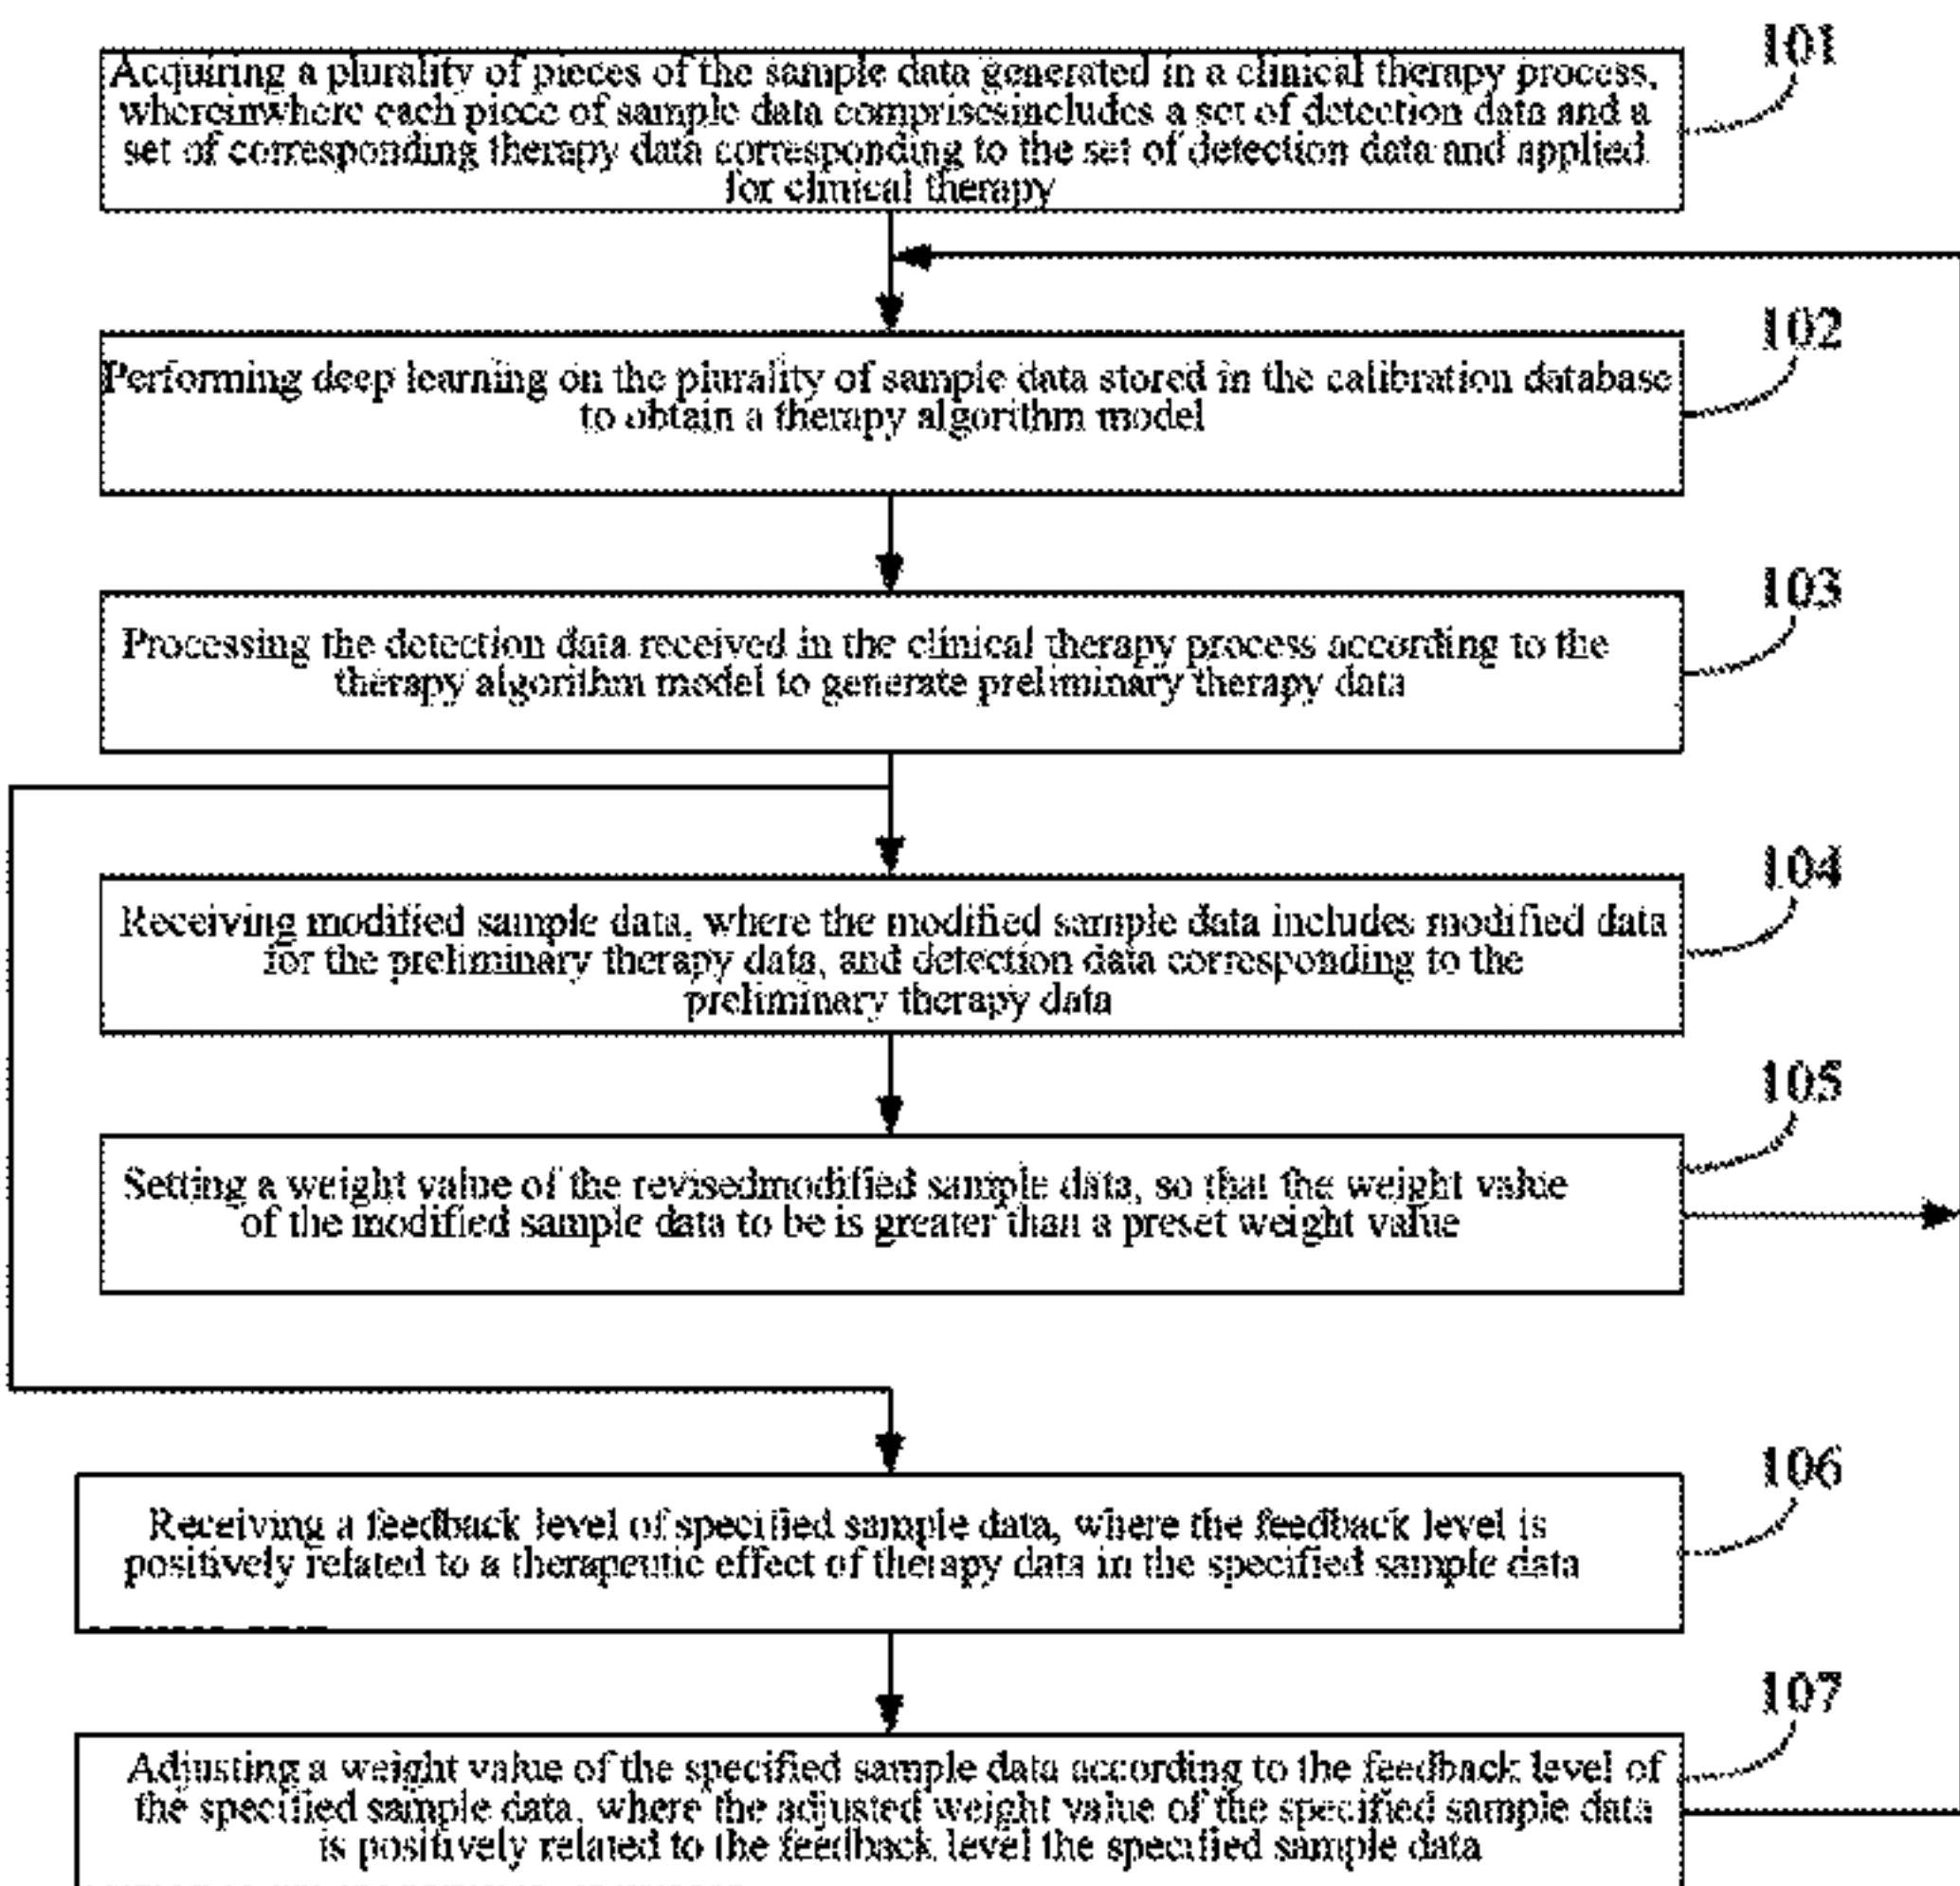 101
Acquiring a plurality of pieces of the sample data generated in a clinical therapy process,
whereinwhere each piece of sample data comprisesincludes a set of detection data and a
set of corresponding therapy data corresponding to the set of detection data and applied
for clinical therapy
102
Performing deep learning on the plurality of sample data stored in the calibration database
to obtain a therapy algorithm model
103
Processing the detection data received in the clinical therapy process according to the
therapy algorithm model to generate preliminary therapy data
104
Receiving modified sample data, where the modified sample data includes modified data
for the preliminary therapy data, and detection data corresponding to the
preliminary therapy data
105
Setting a weight value of the revisedmodified sample data, so that the weight value
of the modified sample data to be is greater than a preset weight value
106
Receiving a feedback level of specified sample data, where the feedback level is
positively related to a therapeutic effect of therapy data in the specified sample data
107
Adjusting a weight value of the specified sample data according to the feedback level of
the specified sample data, where the adjusted weight value of the specified sample data
is positively related to the feedback level the specified sample data